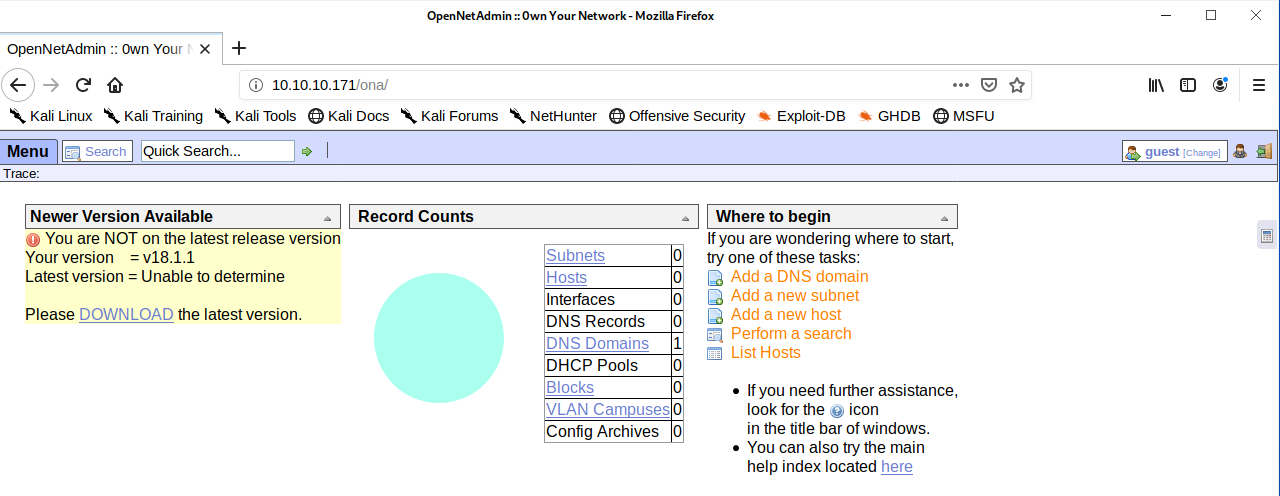 OpenNetAdmin :: 0wn Your Network - Mozilla Firefox
OpenNetAdmin :: 0wn Your N
10.10.10.171/ona/
Kali Linux Kali Training Kali Tools Kali Docs Kali Forums NetHunter Offensive Security Exploit-DB GHDB MSFU
Menu Search Quick Search... guest [Change]
Trace:
Newer Version Available
You are NOT on the latest release version
Your version = v18.1.1
Latest version = Unable to determine
Please DOWNLOAD the latest version.
Record Counts
Subnets 0
Hosts 0
Interfaces 0
DNS Records 0
DNS Domains 1
DHCP Pools 0
Blocks 0
VLAN Campuses 0
Config Archives 0
Where to begin
If you are wondering where to start,
try one of these tasks:
Add a DNS domain
Add a new subnet
Add a new host
Perform a search
List Hosts
If you need further assistance,
look for the ? icon
in the title bar of windows.
You can also try the main
help index located here